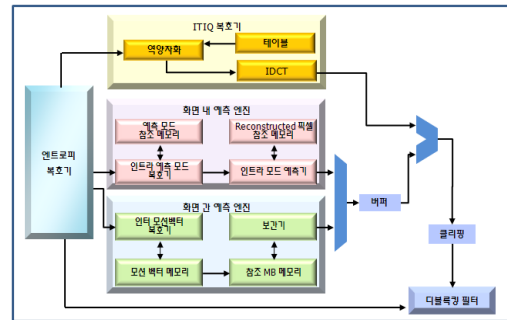 ITIQ 복호기
역양자화
테이블
IDCT
엔트로피
복호기
화면 내 예측 엔진
예측 모드
참조 메모리
Reconstructed 픽셀
참조 메모리
인트라 예측 모드
복호기
인트라 모드 예측기
화면 간 예측 엔진
인터 모션벡터
복호기
보간기
모션 벡터 메모리
참조 MB 메모리
버퍼
클리핑
디블록킹 필터